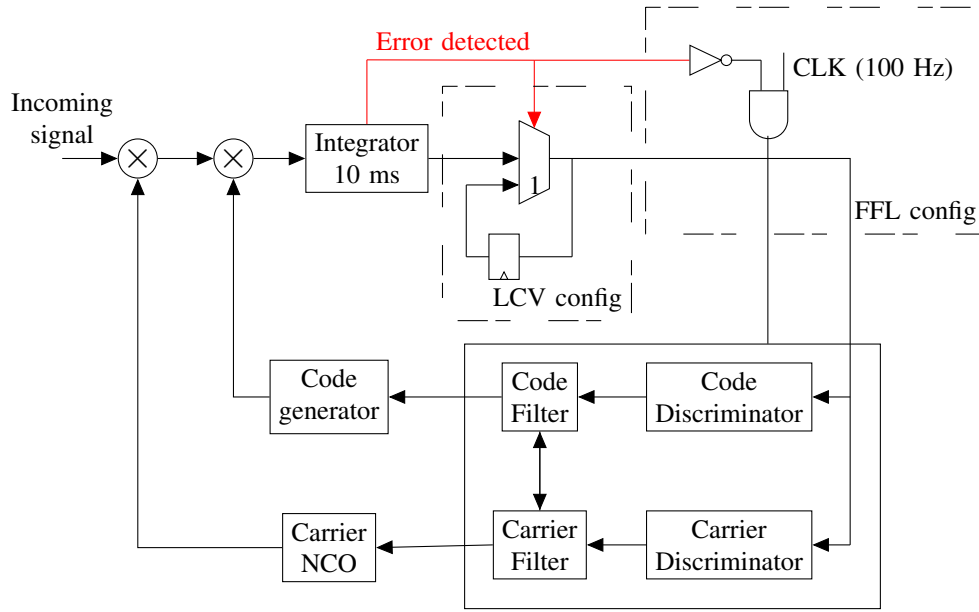 Error detected
CLK (100 Hz)
Incoming
signal
Integrator
10 ms
1
FFL config
LCV config
Code
generator
Code
Filter
Code
Discriminator
Carrier
NCO
Carrier
Filter
Carrier
Discriminator